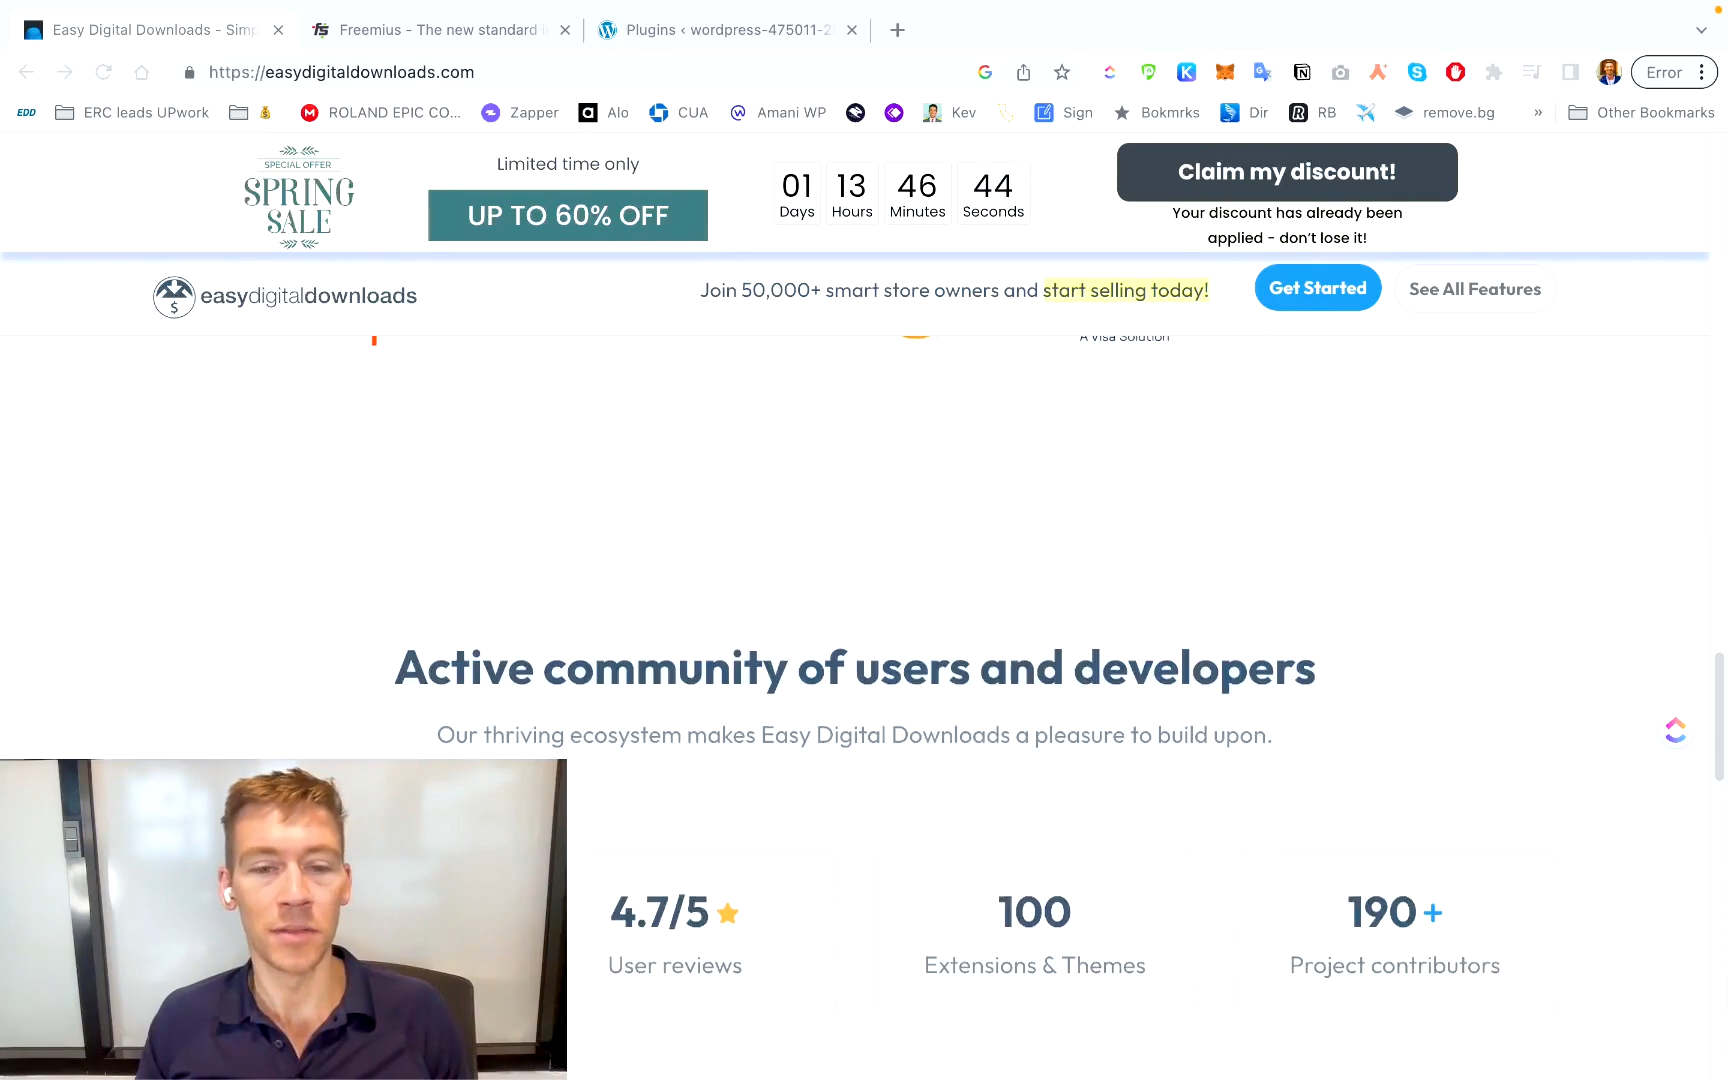 Easy Digital Downloads - Simp
Freemius - The new standard i
Plugins ‹ wordpress-475011-2
https://easydigitaldownloads.com
Error
EDD
ERC leads UPwork
ROLAND EPIC CO...
Zapper
Alo
CUA
Amani WP
Kev
Sign
Bokmrks
Dir
RB
remove.bg
»
Other Bookmarks
SPECIAL OFFER
SPRING
SALE
Limited time only
UP TO 60% OFF
01 13 46 44
Days Hours Minutes Seconds
Claim my discount!
Your discount has already been
applied - don't lose it!
easydigitaldownloads
Join 50,000+ smart store owners and start selling today!
Get Started
See All Features
A Visa Solution
Active community of users and developers
Our thriving ecosystem makes Easy Digital Downloads a pleasure to build upon.
4.7/5
User reviews
100
Extensions & Themes
190+
Project contributors